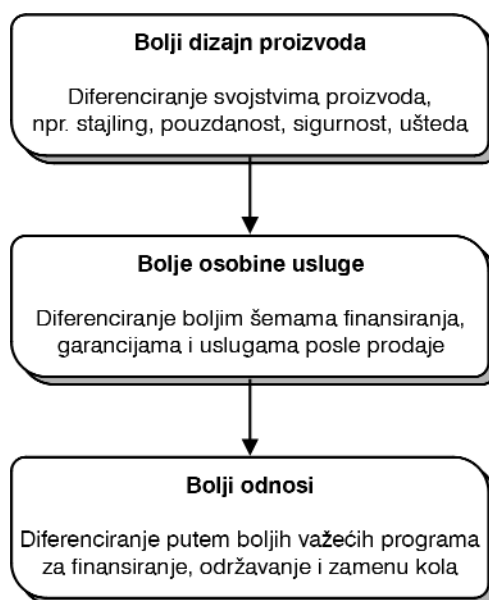 Bolji dizajn proizvoda
Diferenciranje svojstvima proizvoda,
npr. stajling, pouzdanost, sigurnost, ušteda
Bolje osobine usluge
Diferenciranje boljim šemama finansiranja,
garancijama i uslugama posle prodaje
Bolji odnosi
Diferenciranje putem boljih važećih programa
za finansiranje, održavanje i zamenu kola